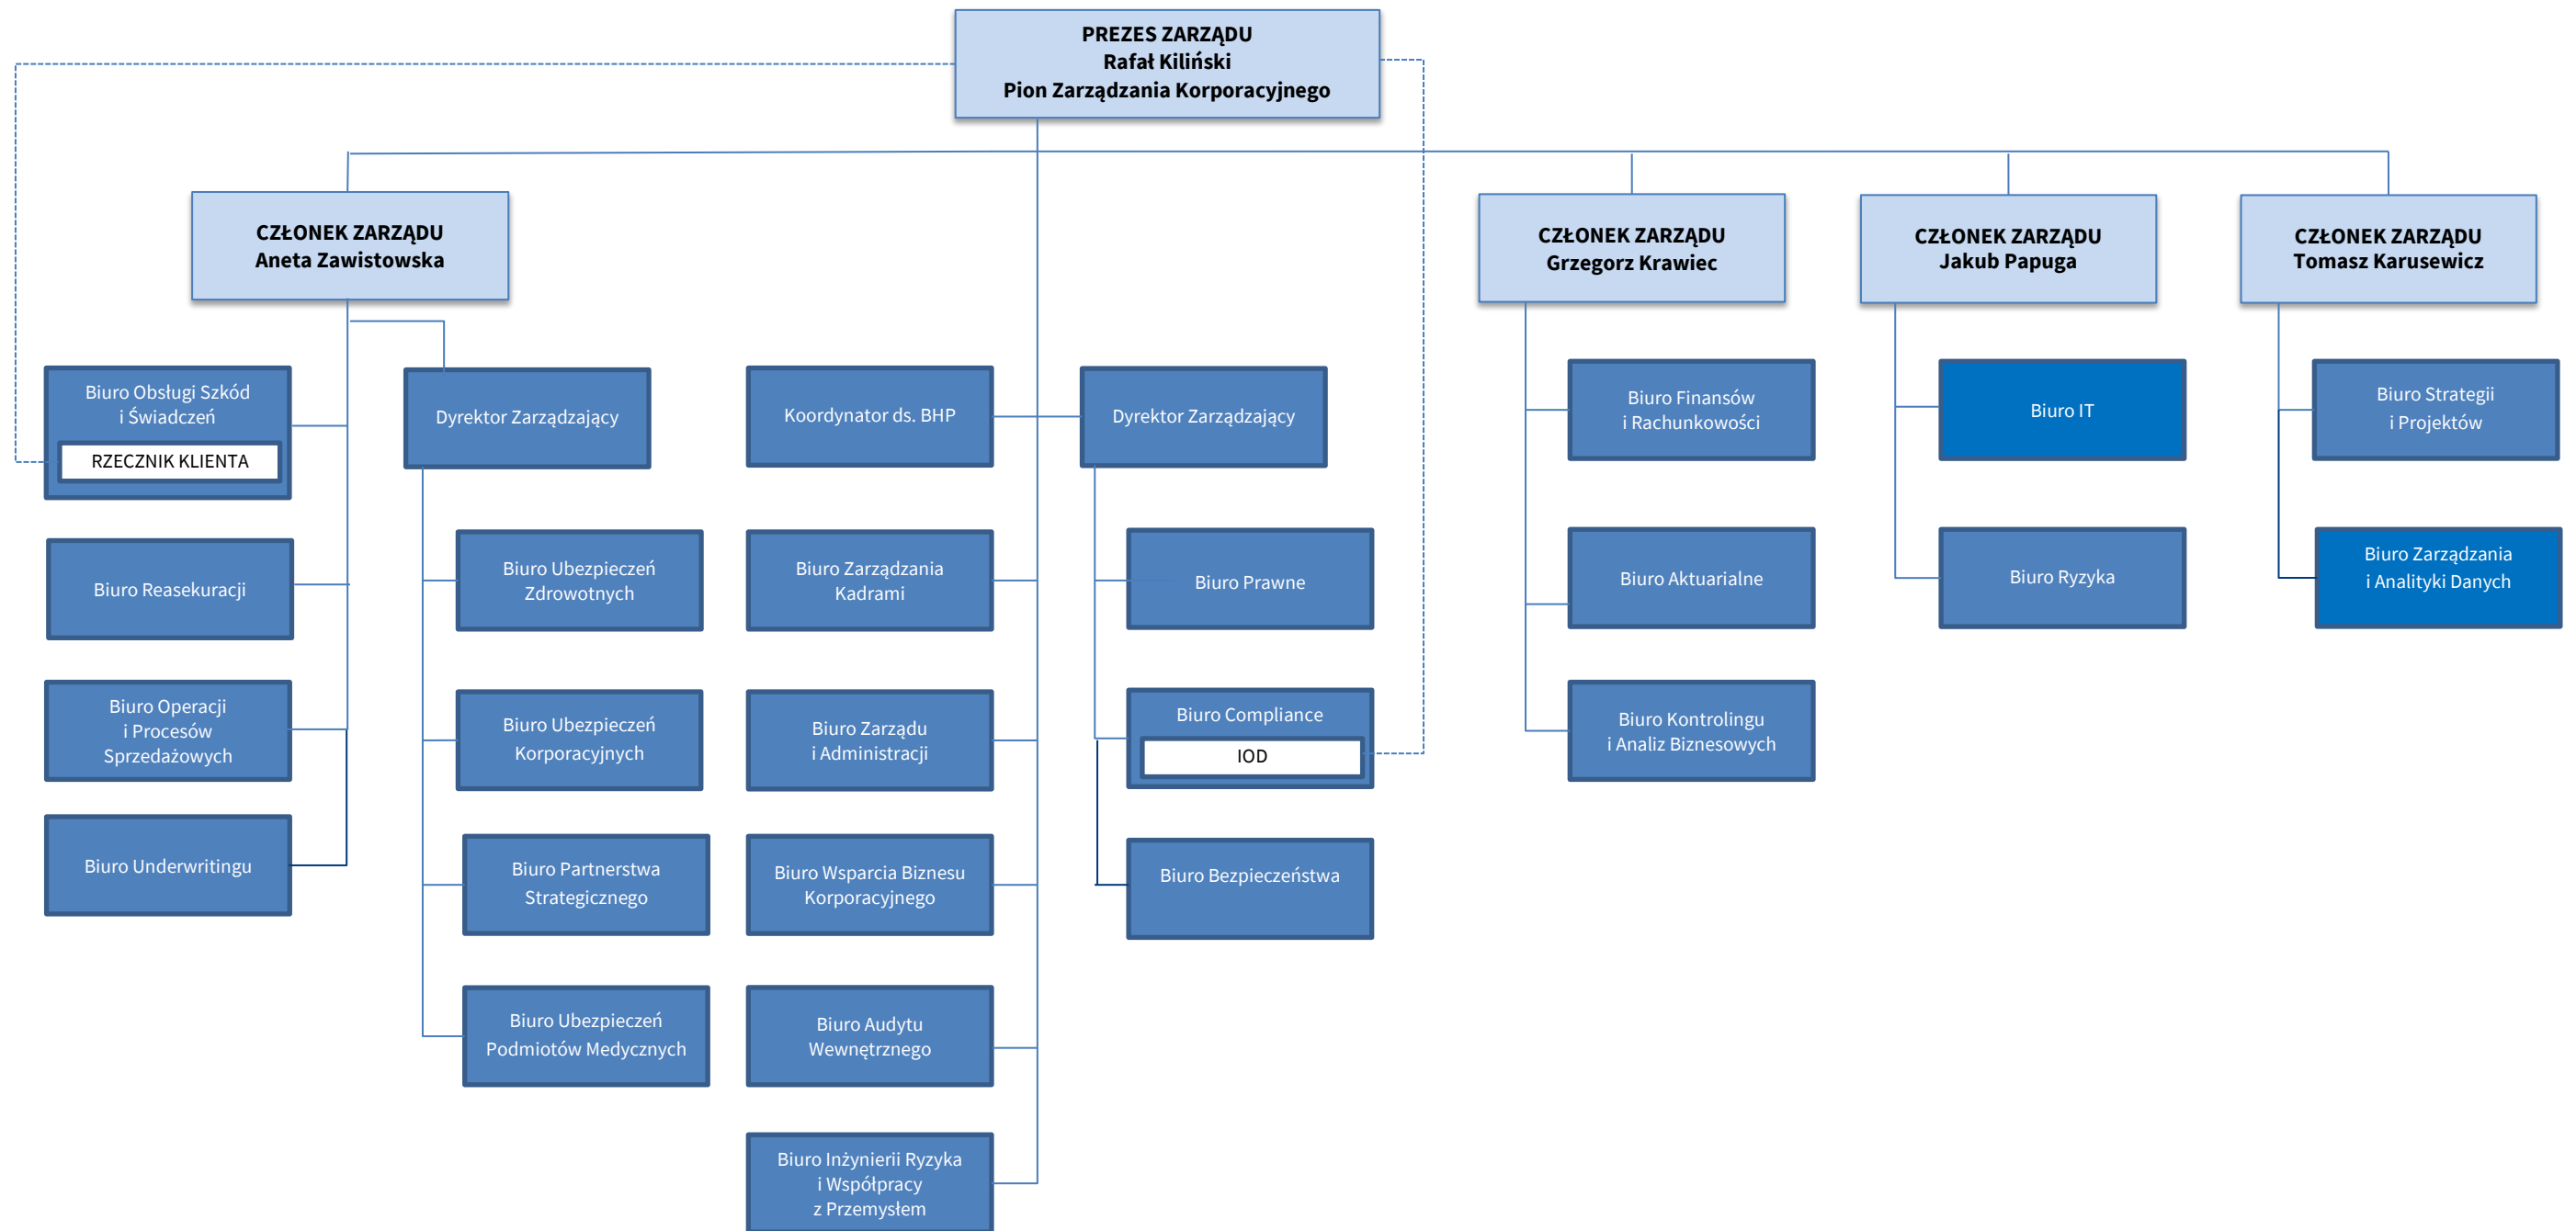 PREZES ZARZĄDU
Rafał Kiliński
Pion Zarządzania Korporacyjnego
CZŁONEK ZARZĄDU
Aneta Zawistowska
CZŁONEK ZARZĄDU
Grzegorz Krawiec
CZŁONEK ZARZĄDU
Jakub Papuga
CZŁONEK ZARZĄDU
Tomasz Karusewicz
Biuro Obsługi Szkód
i Świadczeń
RZECZNIK KLIENTA
Biuro Reasekuracji
Biuro Operacji
i Procesów
Sprzedażowych
Biuro Underwritingu
Dyrektor Zarządzający
Biuro Ubezpieczeń
Zdrowotnych
Biuro Ubezpieczeń
Korporacyjnych
Biuro Partnerstwa
Strategicznego
Biuro Ubezpieczeń
Podmiotów Medycznych
Koordynator ds. BHP
Biuro Zarządzania
Kadrami
Biuro Zarządu
i Administracji
Biuro Wsparcia Biznesu
Korporacyjnego
Biuro Audytu
Wewnętrznego
Biuro Inżynierii Ryzyka
i Współpracy
z Przemysłem
Dyrektor Zarządzający
Biuro Prawne
Biuro Compliance
IOD
Biuro Bezpieczeństwa
Biuro Finansów
i Rachunkowości
Biuro Aktuarialne
Biuro Kontrolingu
i Analiz Biznesowych
Biuro IT
Biuro Ryzyka
Biuro Strategii
i Projektów
Biuro Zarządzania
i Analityki Danych